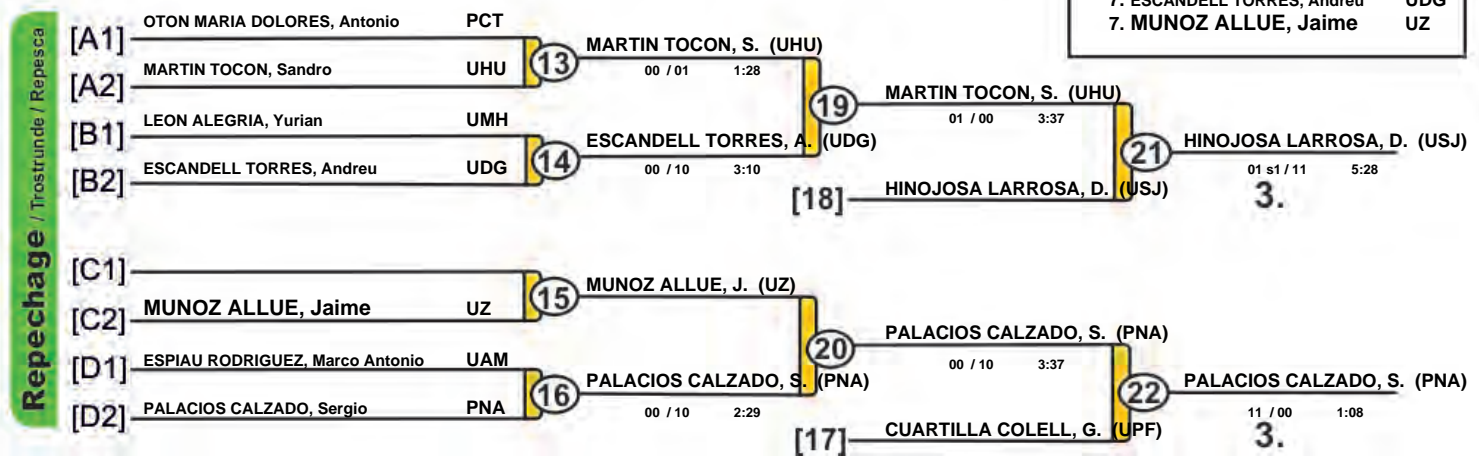 7. ESCANDELL TORRES, Andreu UDG
7. MUNOZ ALLUE, Jaime UZ
Repechage / Trostrunde / Repesca
[A1] OTON MARIA DOLORES, Antonio PCT
[A2] MARTIN TOCON, Sandro UHU
13 MARTIN TOCON, S. (UHU)
00 / 01 1:28
[B1] LEON ALEGRIA, Yurian UMH
[B2] ESCANDELL TORRES, Andreu UDG
14 ESCANDELL TORRES, A. (UDG)
00 / 10 3:10
19 MARTIN TOCON, S. (UHU)
01 / 00 3:37
[18] HINOJOSA LARROSA, D. (USJ)
21 HINOJOSA LARROSA, D. (USJ)
01 s1 / 11 5:28
3.
[C1]
[C2] MUNOZ ALLUE, Jaime UZ
15 MUNOZ ALLUE, J. (UZ)
[D1] ESPIAU RODRIGUEZ, Marco Antonio UAM
[D2] PALACIOS CALZADO, Sergio PNA
16 PALACIOS CALZADO, S. (PNA)
00 / 10 2:29
20 PALACIOS CALZADO, S. (PNA)
00 / 10 3:37
[17] CUARTILLA COLELL, G. (UPF)
22 PALACIOS CALZADO, S. (PNA)
11 / 00 1:08
3.